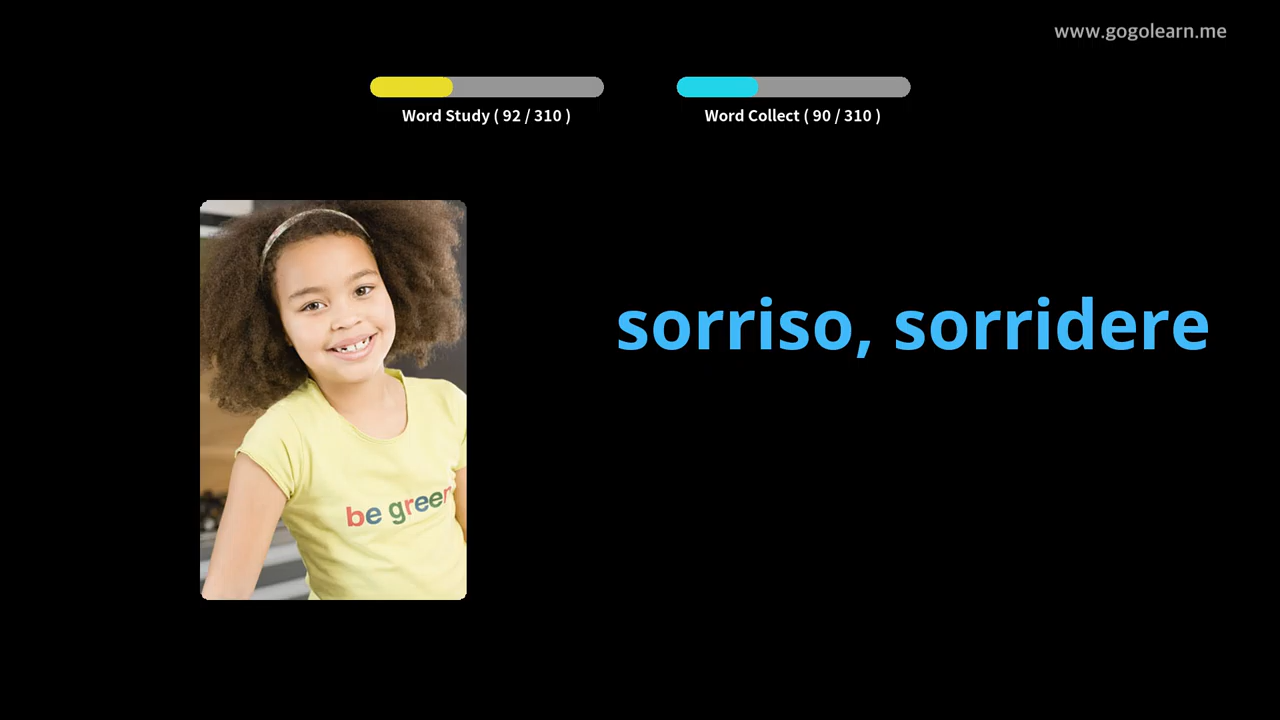 www.gogolearn.me
Word Study ( 92 / 310 )
Word Collect ( 90 / 310 )
sorriso, sorridere
be green